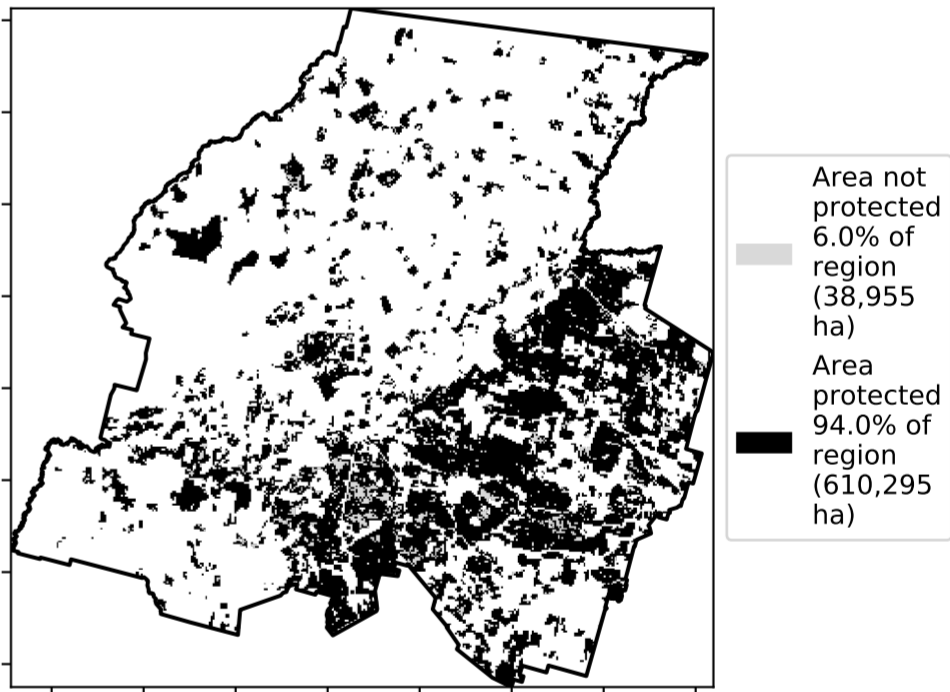 Area not
protected
6.0% of
region
(38,955
ha)
Area
protected
94.0% of
region
(610,295
ha)